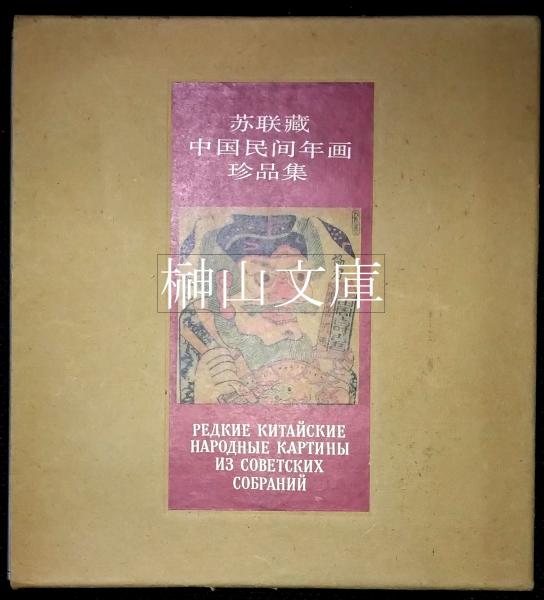 苏联藏
中国民间年画
珍品集
榊山文庫
РЕДКИЕ КИТАЙСКИЕ
НАРОДНЫЕ КАРТИНЫ
ИЗ СОВЕТСКИХ
СОБРАНИЙ